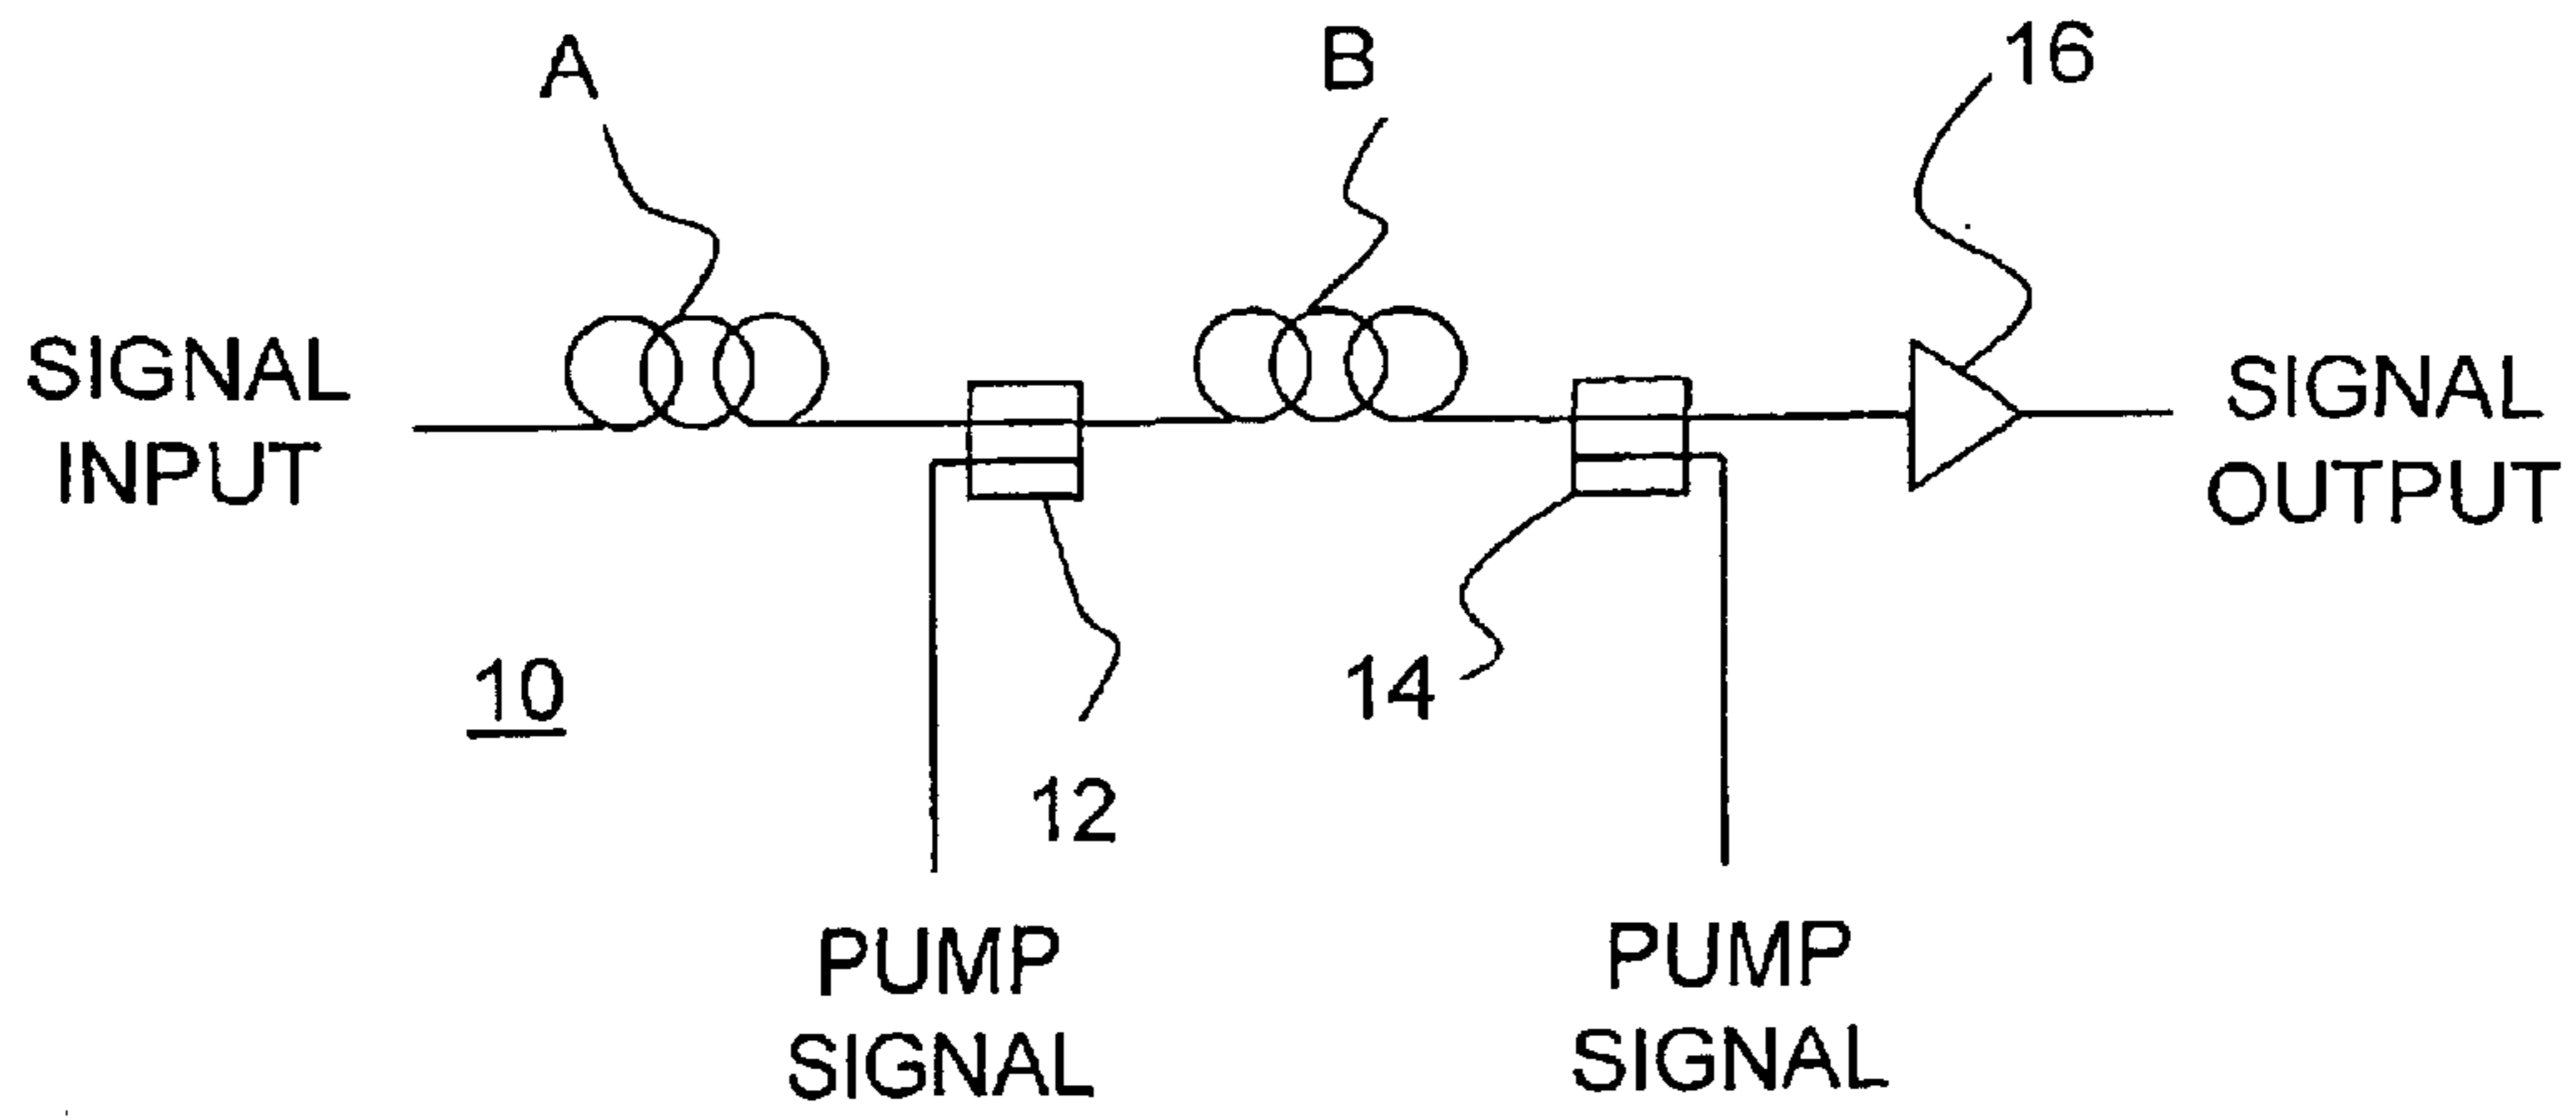 A
B
16
SIGNAL
INPUT
SIGNAL
OUTPUT
10
12
14
PUMP
SIGNAL
PUMP
SIGNAL